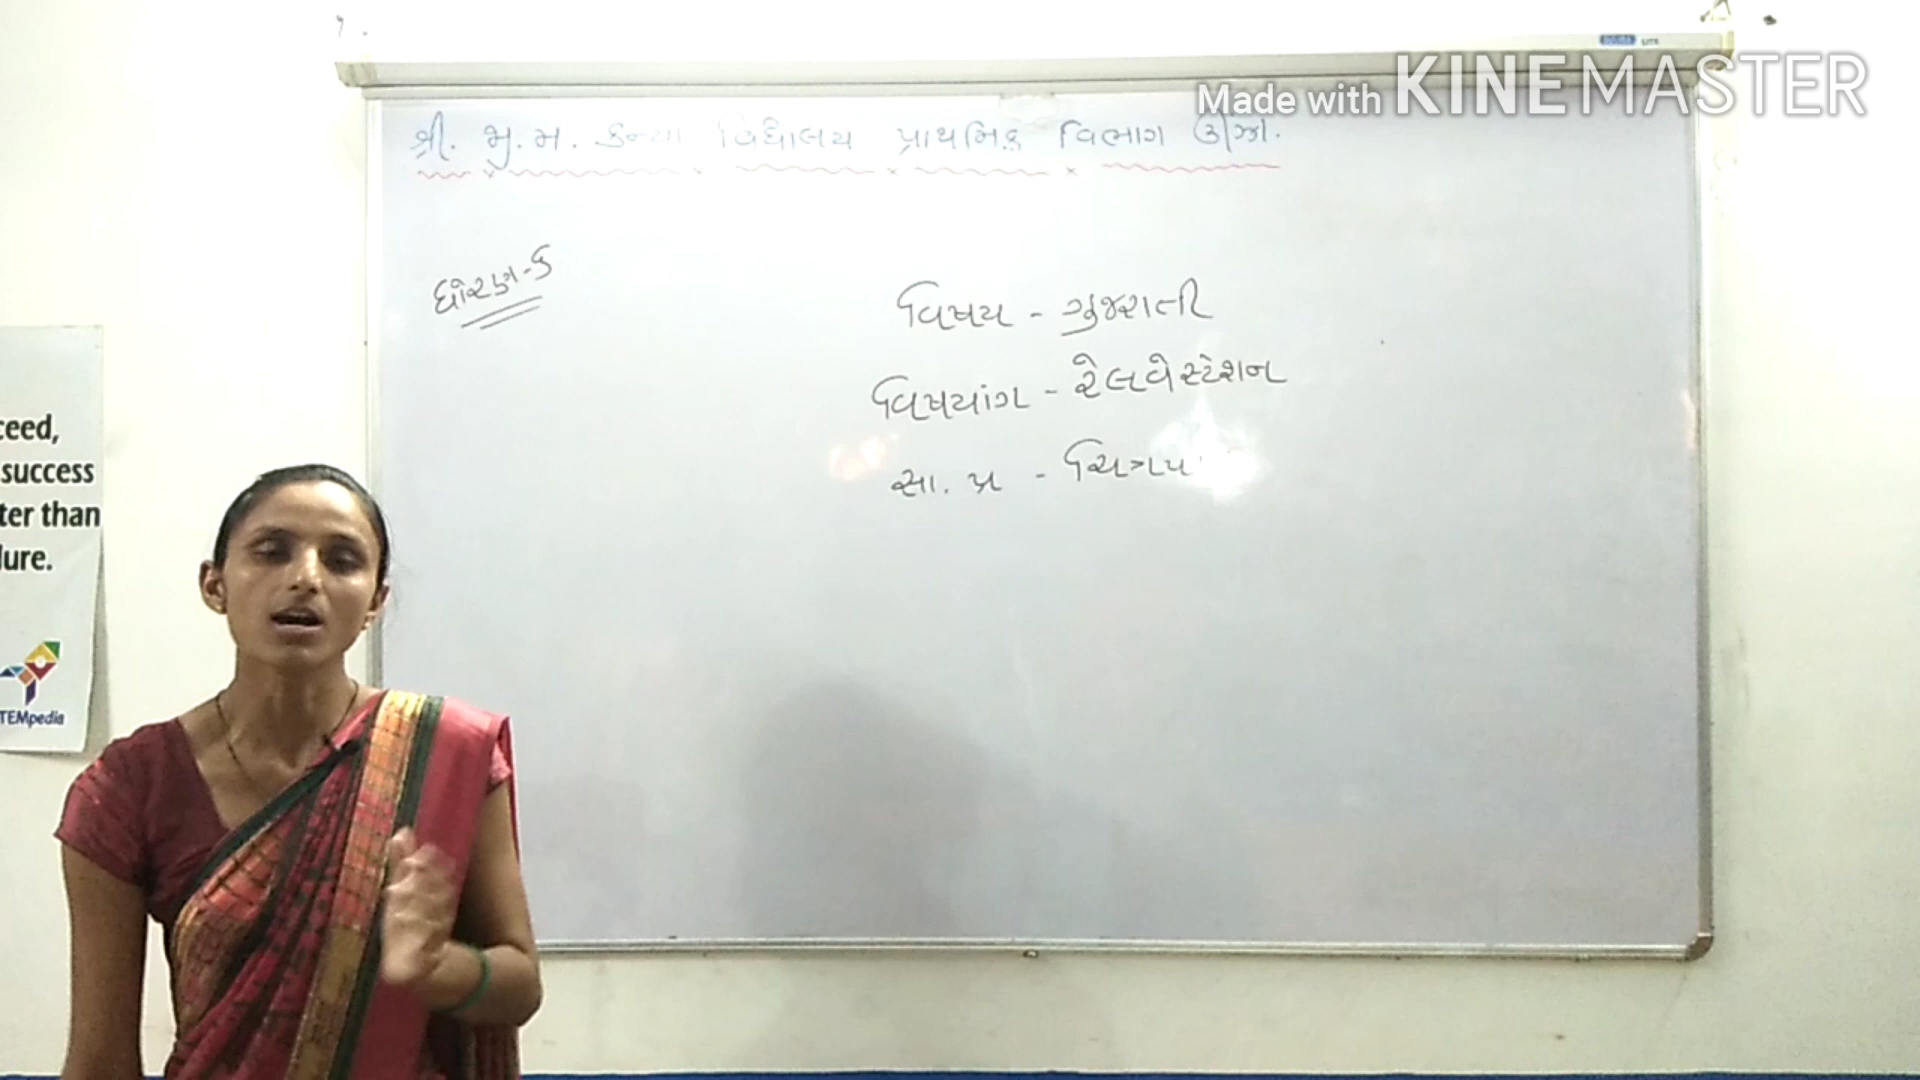 Made with KINEMASTER
શ્રી. મ્રુ. મ. કન્યા વિદ્યાલય પ્રાથમિક વિભાગ ઊંઝા.
ધોરણ-૬
વિષય - ગુજરાતી
વિષયાંગ - રેલવેસ્ટેશન
સા. પ્ર - ચિત્રપ
ceed,
success
ter than
lure.
TEMpedia